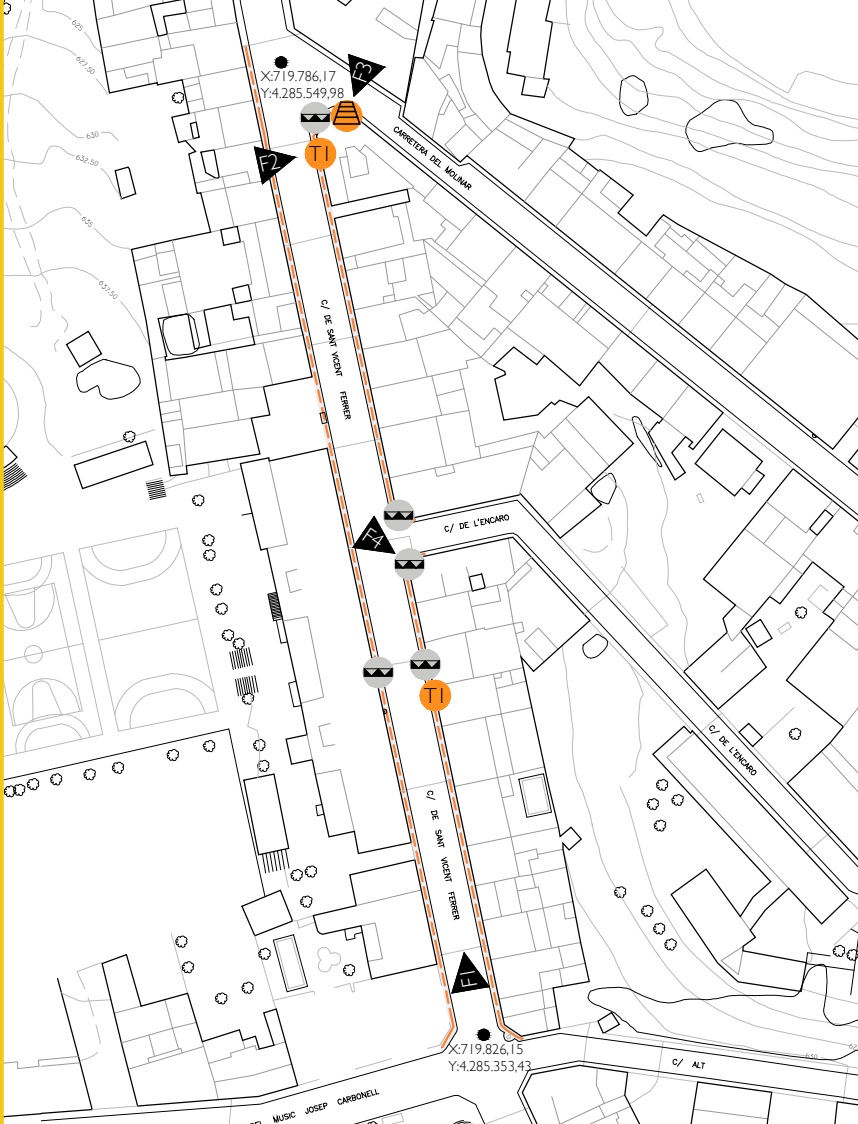 625
627.50
X:719.786,17
Y:4.285.549,98
F3
630
632.50
T1
F2
CARRETERA DEL MOLINAR
635
637.50
C/ DE SANT VICENT FERRER
C/ DE L'ENCARO
F4
T1
C/ DE L'ENCARO
C/ DE SANT VICENT FERRER
F1
X:719.826,15
Y:4.285.353,43
630
C/ ALT
MUSIC JOSEP CARBONELL